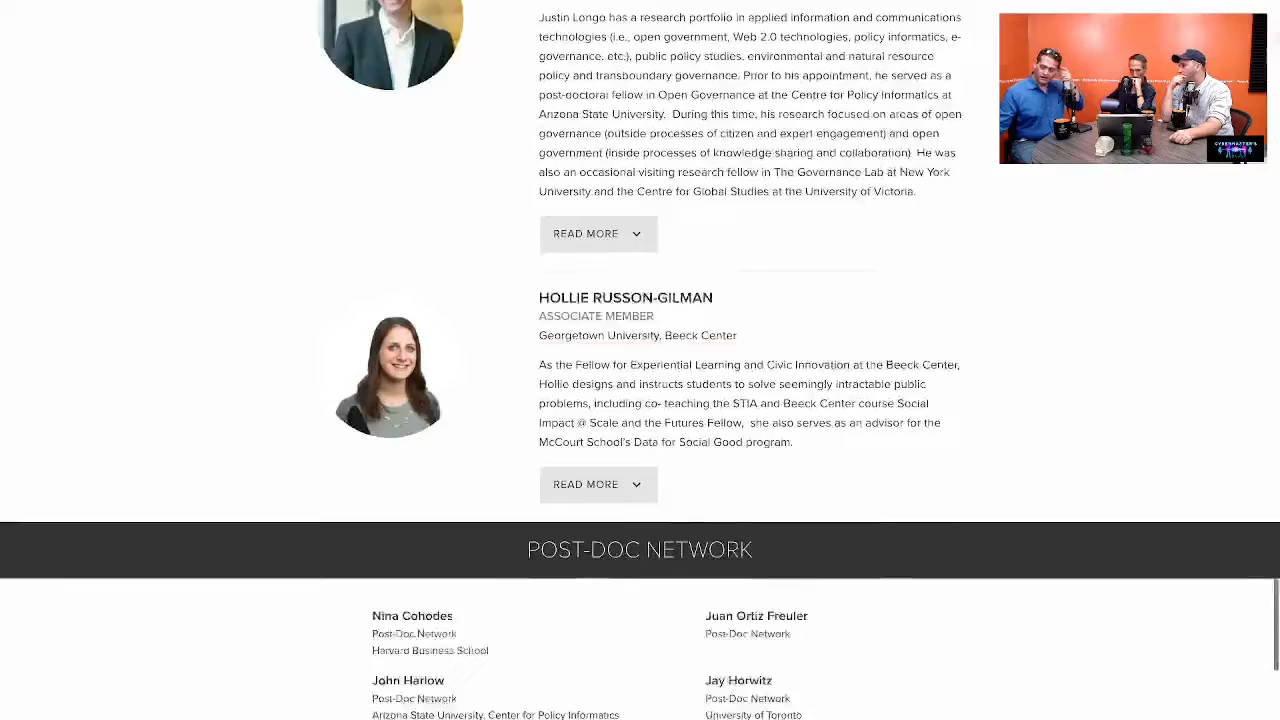 Justin Longo has a research portfolio in applied information and communications
technologies (i.e., open government, Web 2.0 technologies, policy informatics, e-
governance, etc.), public policy studies, environmental and natural resource
policy and transboundary governance. Prior to his appointment, he served as a
post-doctoral fellow in Open Governance at the Centre for Policy Informatics at
Arizona State University. During this time, his research focused on areas of open
governance (outside processes of citizen and expert engagement) and open
government (inside processes of knowledge sharing and collaboration). He was
also an occasional visiting research fellow in The Governance Lab at New York
University and the Centre for Global Studies at the University of Victoria.
READ MORE
HOLLIE RUSSON-GILMAN
ASSOCIATE MEMBER
Georgetown University, Beeck Center
As the Fellow for Experiential Learning and Civic Innovation at the Beeck Center,
Hollie designs and instructs students to solve seemingly intractable public
problems, including co- teaching the STIA and Beeck Center course Social
Impact @ Scale and the Futures Fellow, she also serves as an advisor for the
McCourt School's Data for Social Good program.
READ MORE
POST-DOC NETWORK
Nina Cohodes
Post-Doc Network
Harvard Business School
Juan Ortiz Freuler
Post-Doc Network
John Harlow
Post-Doc Network
Arizona State University, Center for Policy Informatics
Jay Horwitz
Post-Doc Network
University of Toronto
CYBERMASTER'S